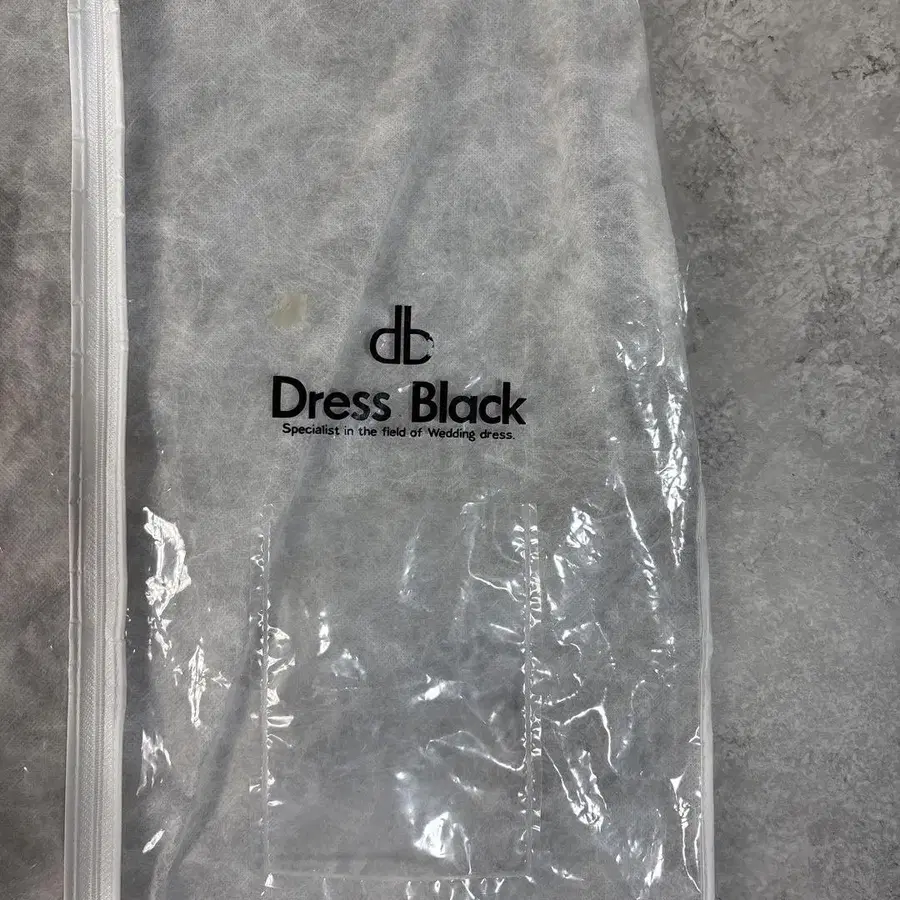 db
Dress Black
Specialist in the field of Wedding dress.